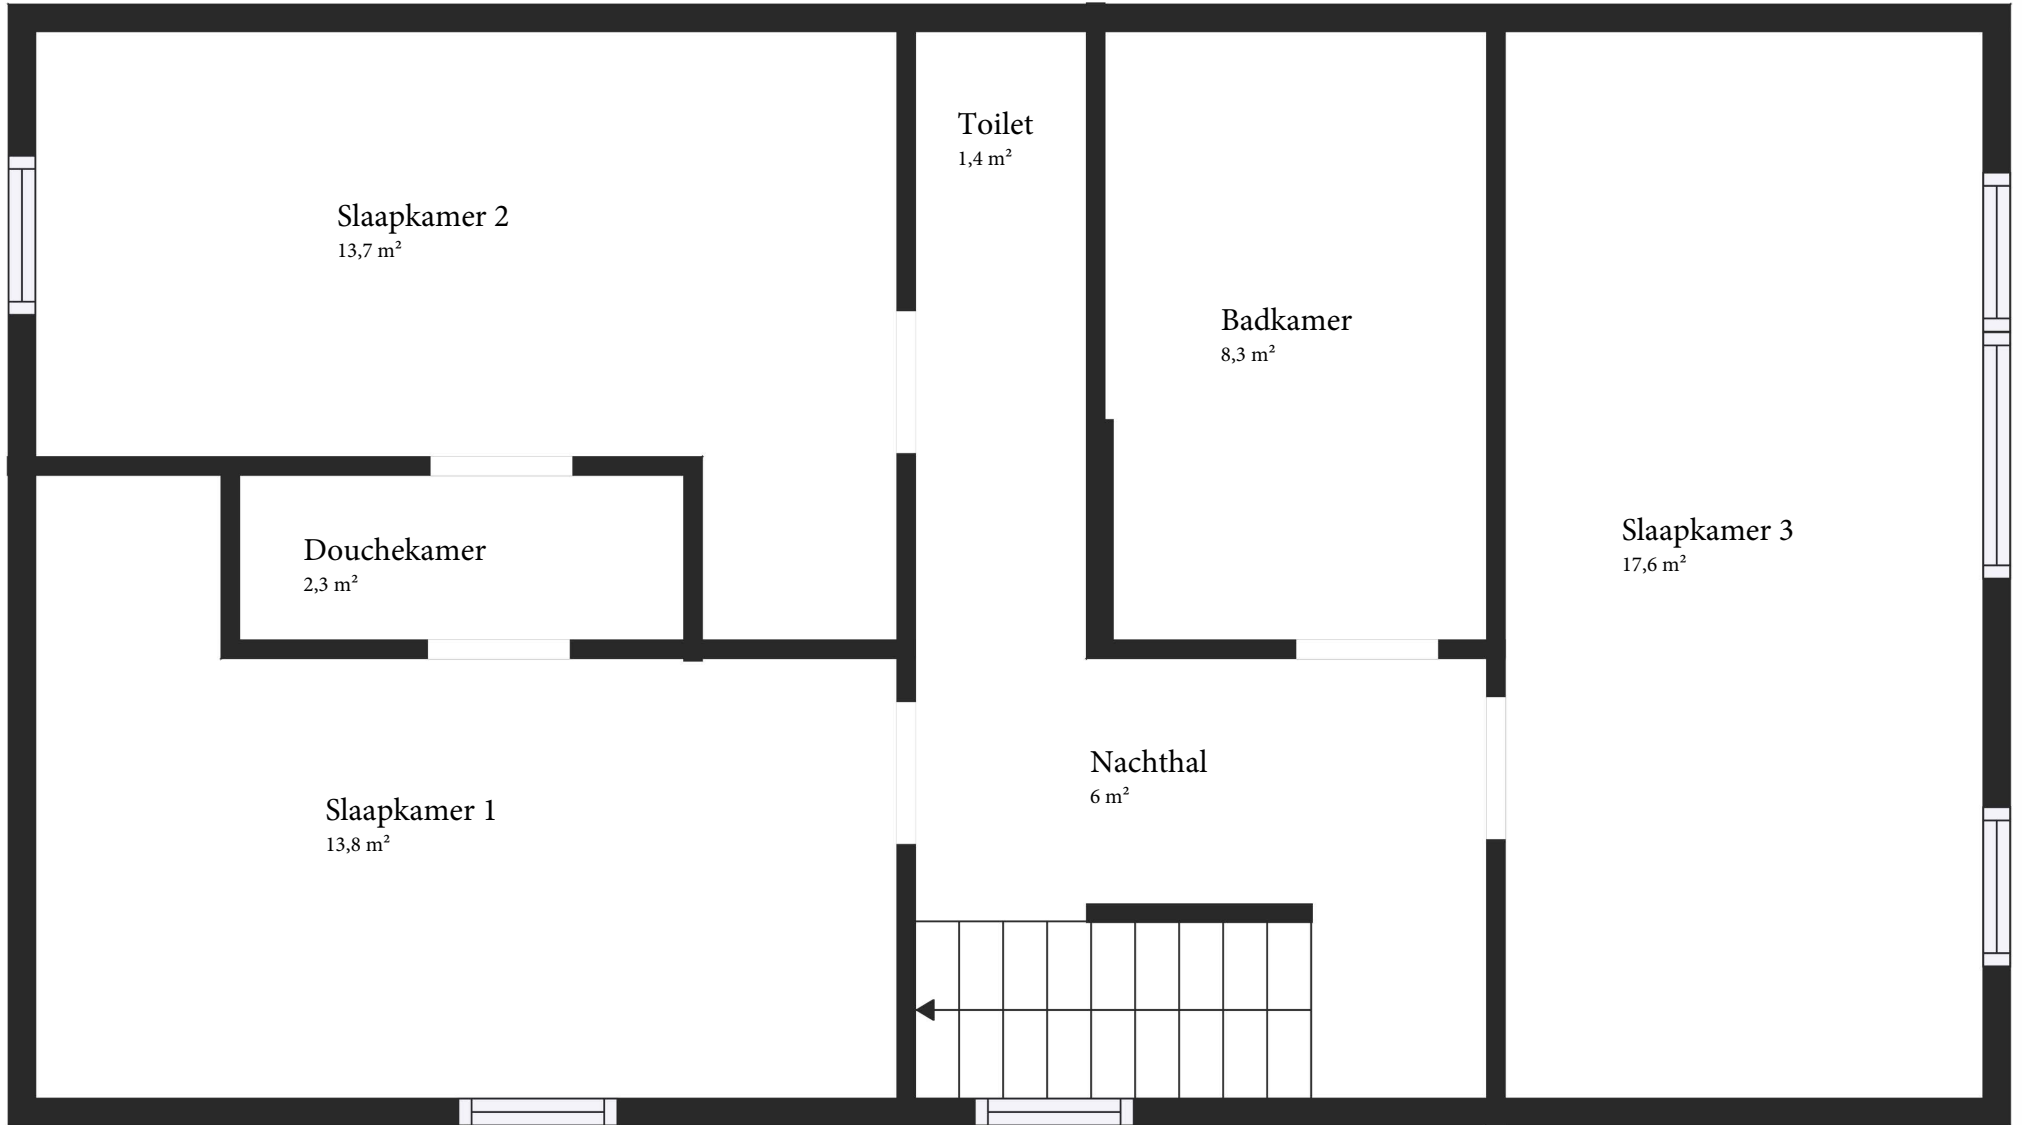 Toilet
1,4 m²
Slaapkamer 2
13,7 m²
Badkamer
8,3 m²
Slaapkamer 3
17,6 m²
Douchekamer
2,3 m²
Nachthal
6 m²
Slaapkamer 1
13,8 m²